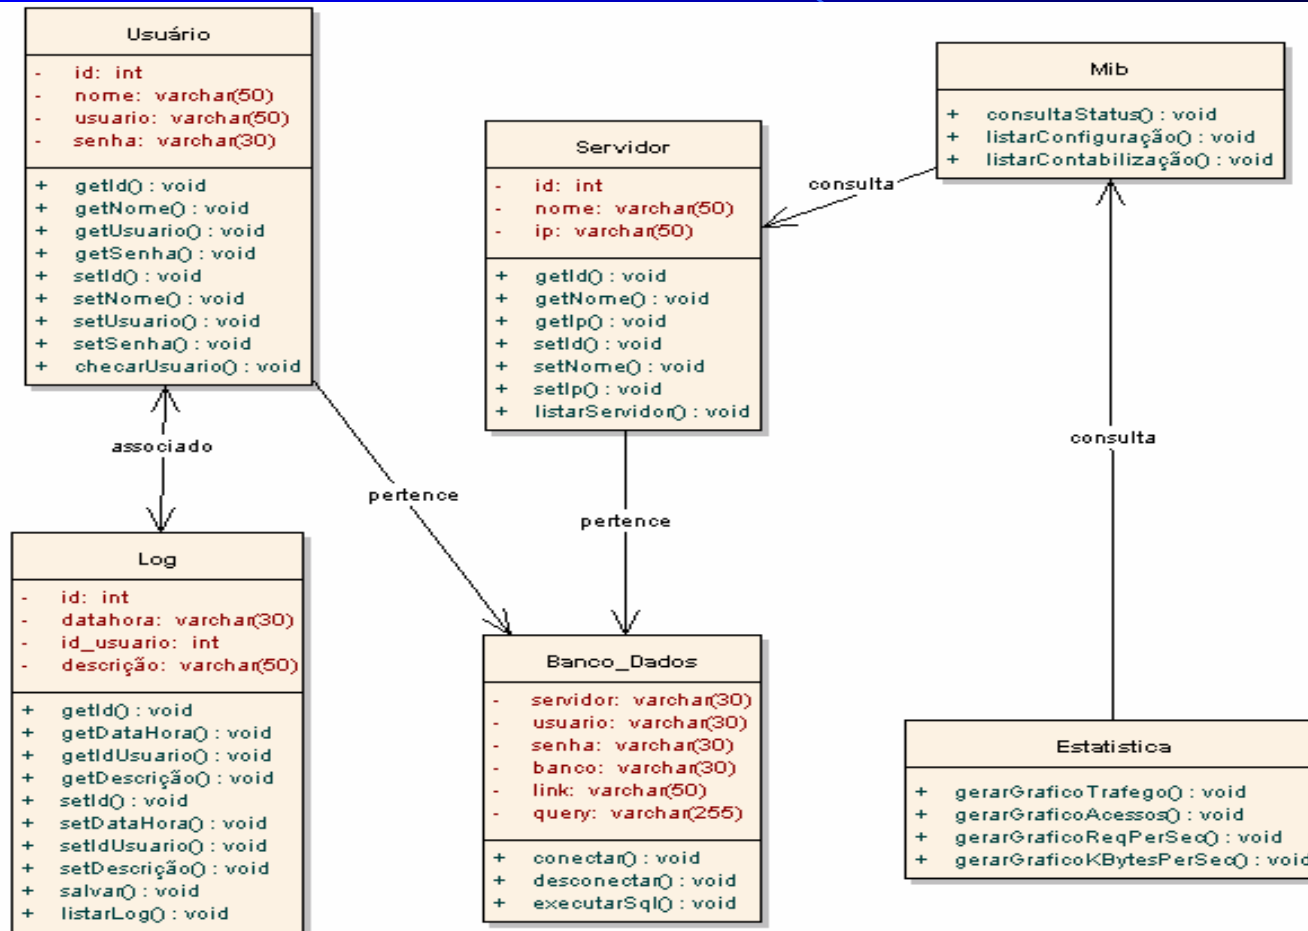 Usuário
- id: int
- nome: varchar(50)
- usuario: varchar(50)
- senha: varchar(30)
+ getId() : void
+ getNome() : void
+ getUsuario() : void
+ getSenha() : void
+ setId() : void
+ setNome() : void
+ setUsuario() : void
+ setSenha() : void
+ checarUsuario() : void
associado
Log
- id: int
- datahora: varchar(30)
- id_usuario: int
- descrição: varchar(50)
+ getId() : void
+ getDataHora() : void
+ getIdUsuario() : void
+ getDescrição() : void
+ setId() : void
+ setDataHora() : void
+ setIdUsuario() : void
+ setDescrição() : void
+ salvar() : void
+ listarLog() : void
pertence
Servidor
- id: int
- nome: varchar(50)
- ip: varchar(50)
+ getId() : void
+ getNome() : void
+ getIp() : void
+ setId() : void
+ setNome() : void
+ setIp() : void
+ listarServidor() : void
pertence
Banco_Dados
- servidor: varchar(30)
- usuario: varchar(30)
- senha: varchar(30)
- banco: varchar(30)
- link: varchar(50)
- query: varchar(255)
+ conectar() : void
+ desconectar() : void
+ executarSql() : void
consulta
Mib
+ consultaStatus() : void
+ listarConfiguração() : void
+ listarContabilização() : void
consulta
Estatistica
+ gerarGraficoTrafego() : void
+ gerarGraficoAcessos() : void
+ gerarGraficoReqPerSec() : void
+ gerarGraficoKBytesPerSec() : void